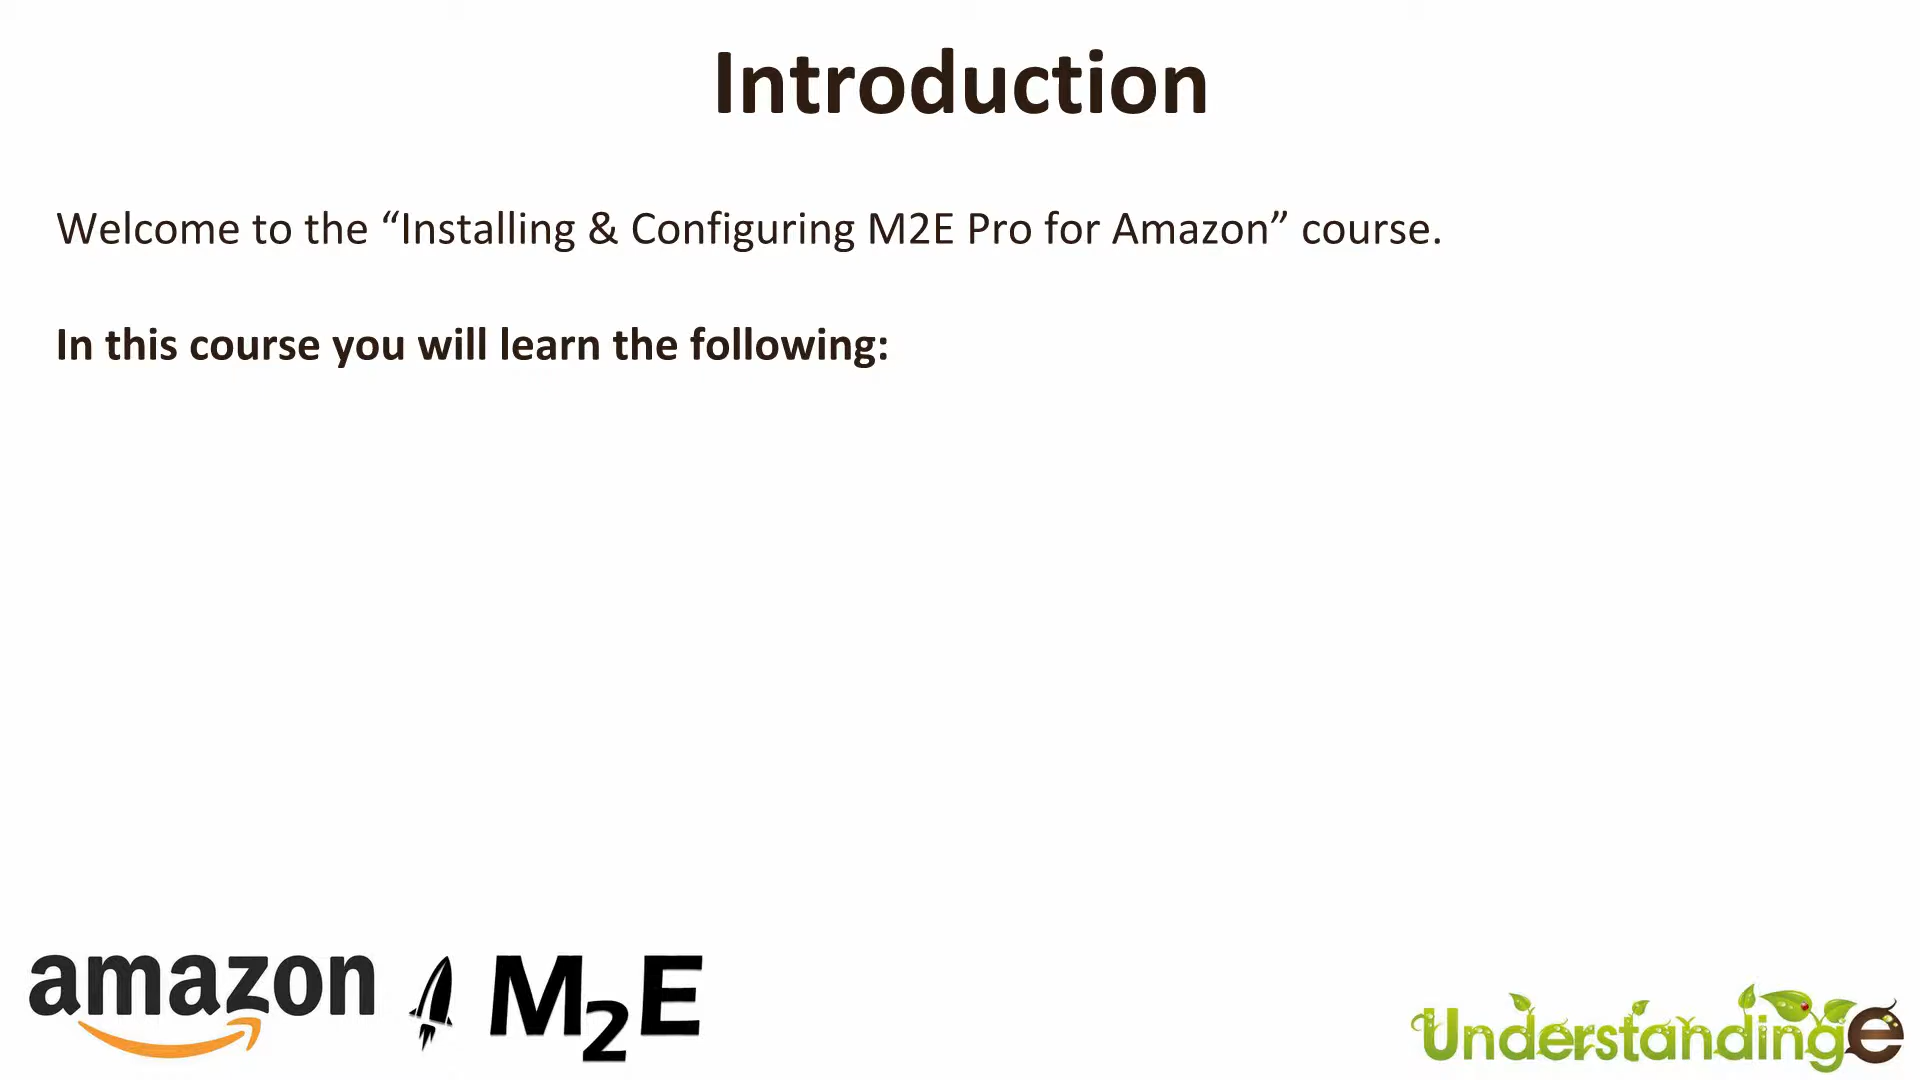 Introduction
Welcome to the “Installing & Configuring M2E Pro for Amazon” course.
In this course you will learn the following:
amazon M2E
UnderstandingE